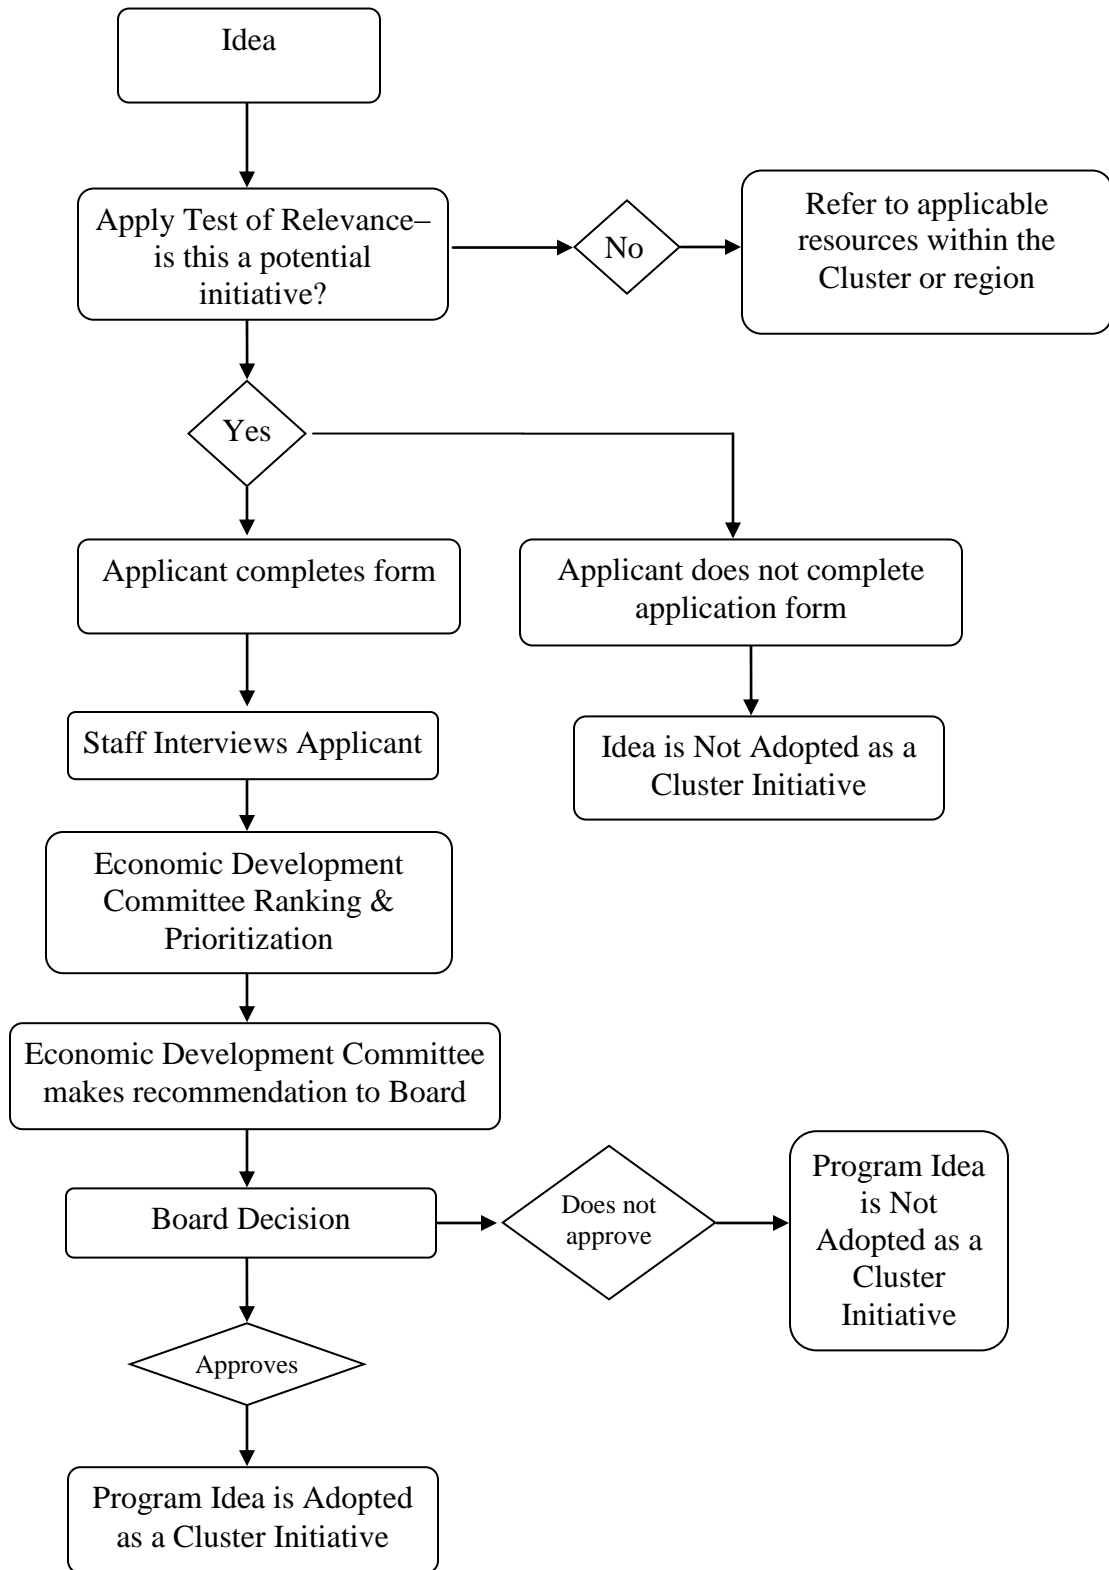 Idea
Apply Test of Relevance–
is this a potential
initiative?
No
Refer to applicable
resources within the
Cluster or region
Yes
Applicant completes form
Applicant does not complete
application form
Staff Interviews Applicant
Idea is Not Adopted as a
Cluster Initiative
Economic Development
Committee Ranking &
Prioritization
Economic Development Committee
makes recommendation to Board
Board Decision
Does not
approve
Program Idea
is Not
Adopted as a
Cluster
Initiative
Approves
Program Idea is Adopted
as a Cluster Initiative